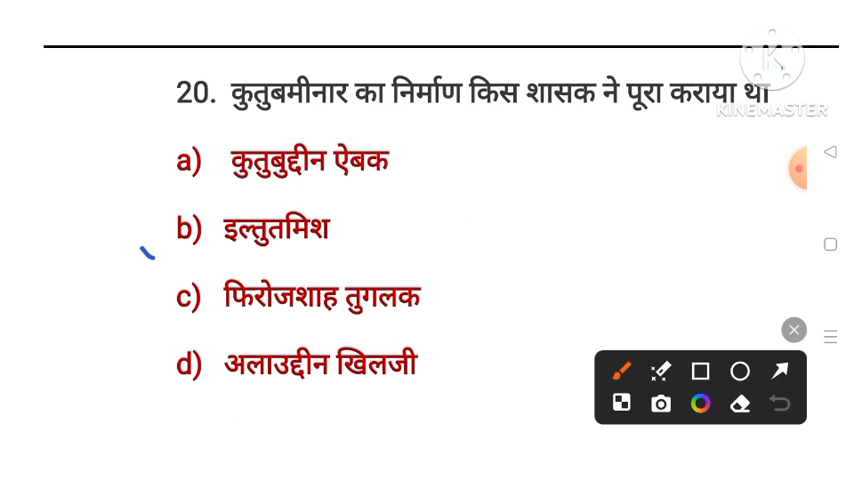 20. कुतुबमीनार का निर्माण किस शासक ने पूरा कराया था
KINEMASTER
a) कुतुबुद्दीन ऐबक
b) इल्तुतमिश
c) फिरोजशाह तुगलक
d) अलाउद्दीन खिलजी